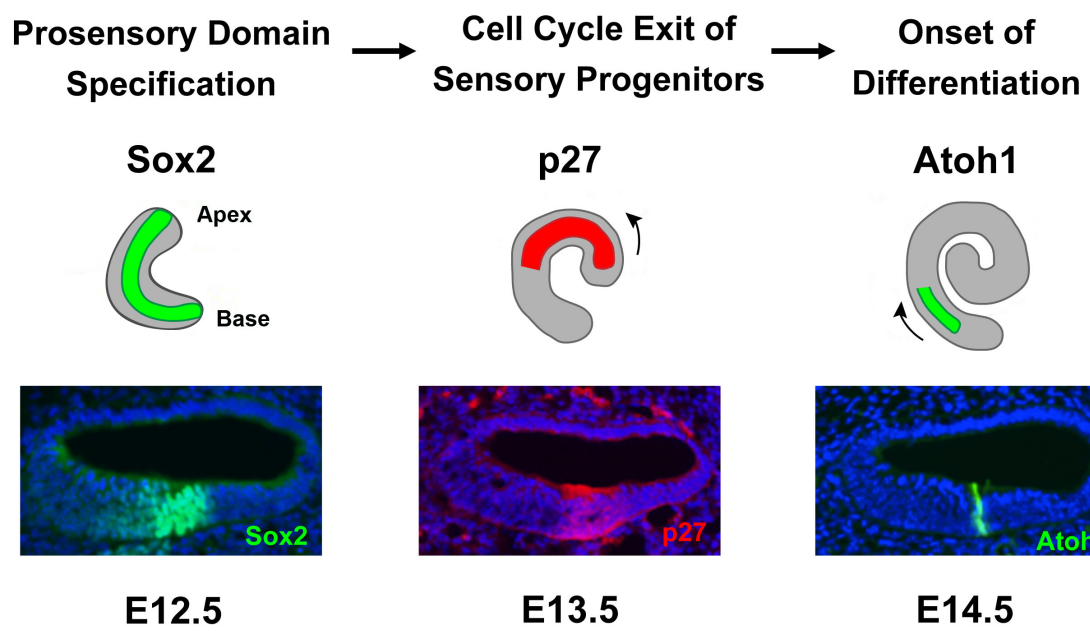 Prosensory Domain
Specification
Cell Cycle Exit of
Sensory Progenitors
Onset of
Differentiation
Sox2
p27
Atoh1
Apex
Base
Sox2
p27
Atoh
E12.5
E13.5
E14.5